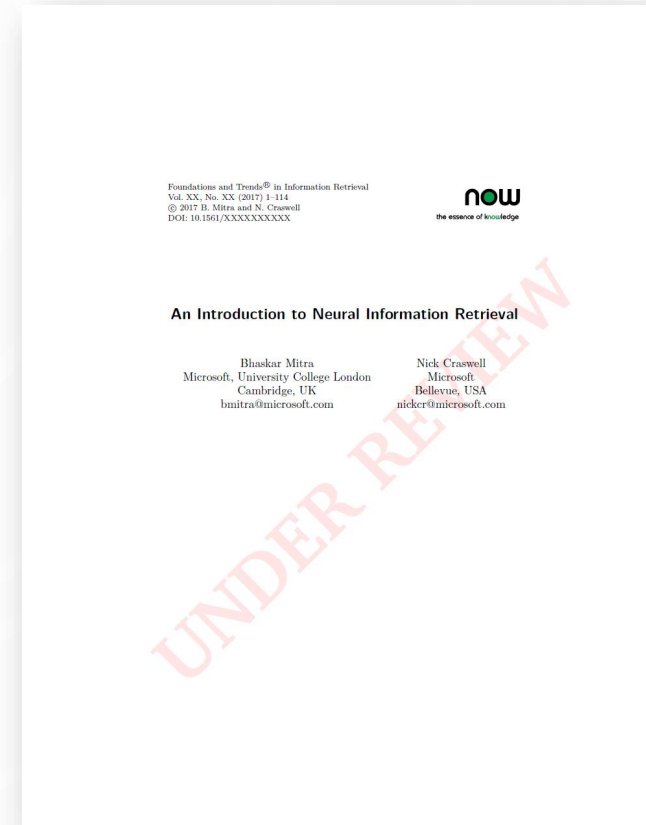 Foundations and Trends® in Information Retrieval
Vol. XX, No. XX (2017) 1–114
© 2017 B. Mitra and N. Craswell
DOI: 10.1561/XXXXXXXXXX
now
the essence of knowledge
An Introduction to Neural Information Retrieval
Bhaskar Mitra
Microsoft, University College London
Cambridge, UK
bmitra@microsoft.com
Nick Craswell
Microsoft
Bellevue, USA
nickcr@microsoft.com
UNDER REVIEW